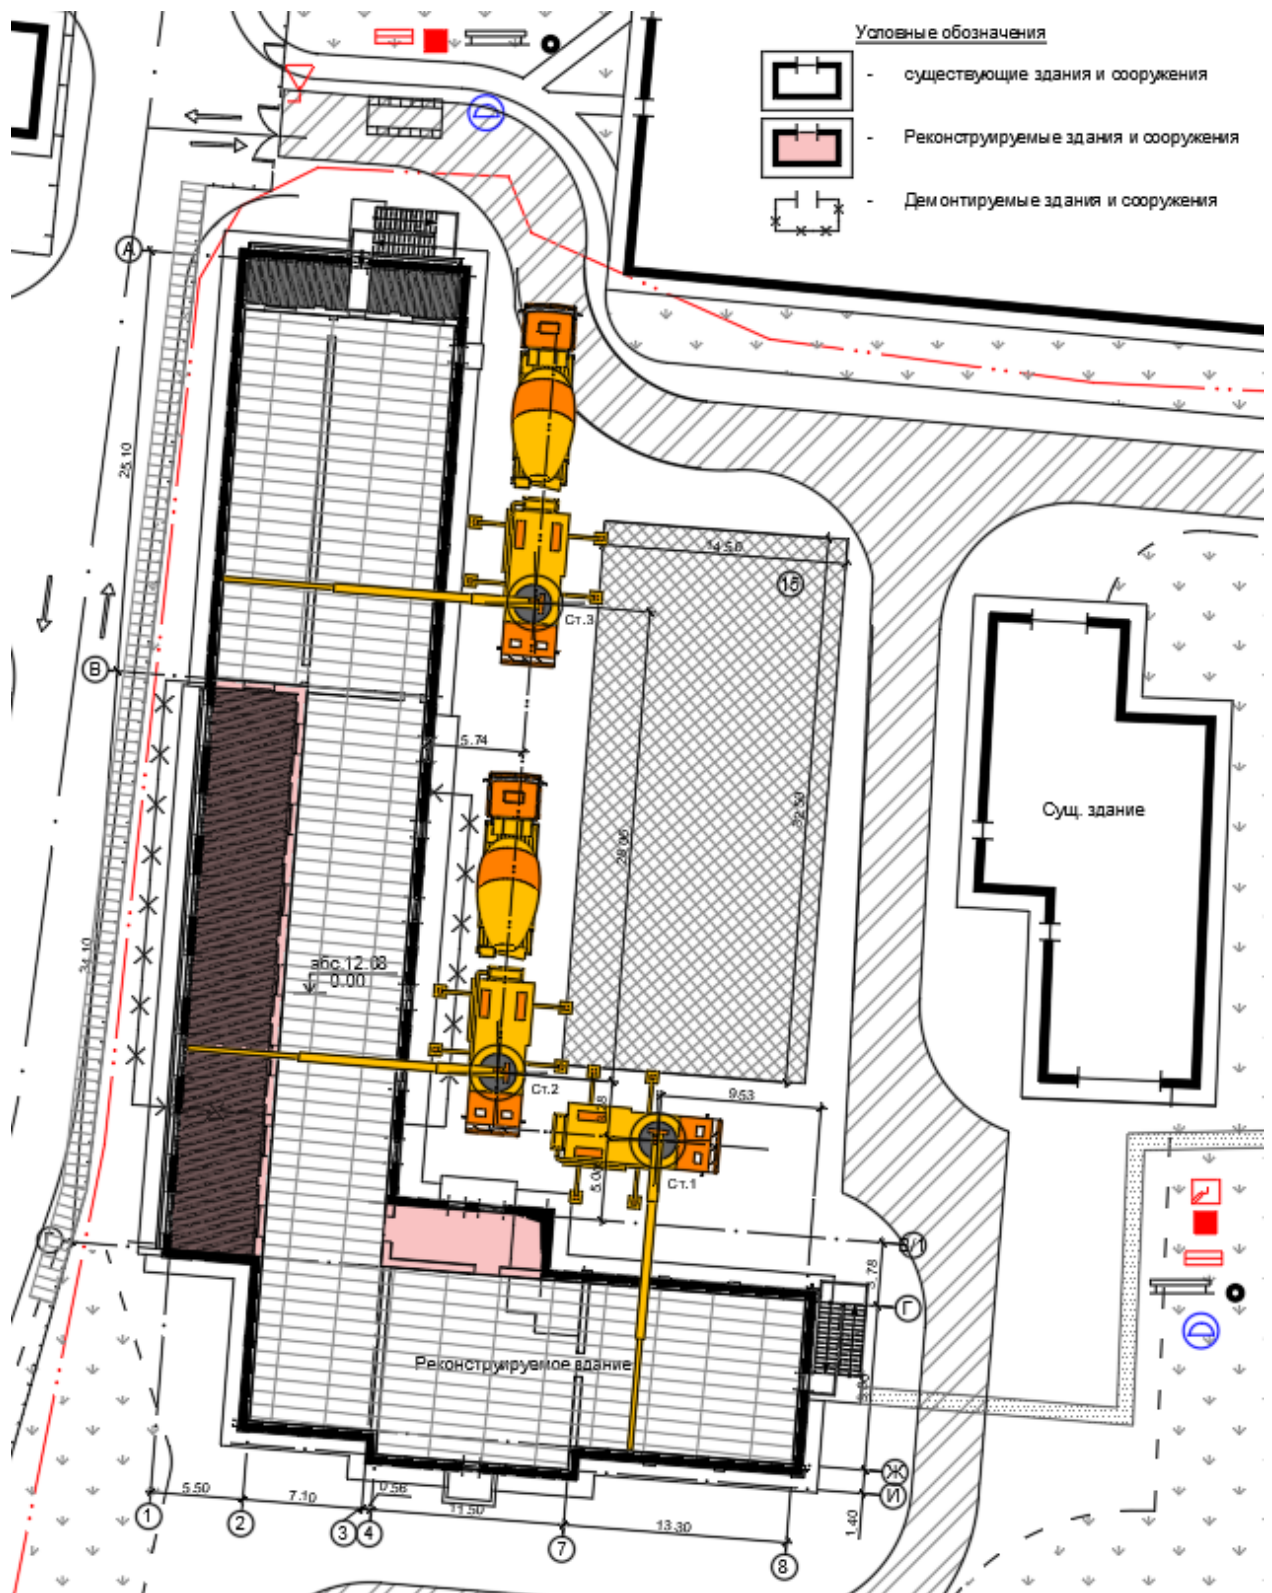 Условные обозначения
- существующие здания и сооружения
- Реконструируемые здания и сооружения
- Демонтируемые здания и сооружения
А
25.10
14.50
15
Ст.3
В
5.74
32.50
28.06
Сущ. здание
34.10
абс.12.08
0.00
Ст.2
9.53
Ст.1
Г
И
3.78
Г
Реконструируемое здание
Ж
И
1.40
5.50
7.10
0.56
11.50
13.30
1
2
3
4
7
8